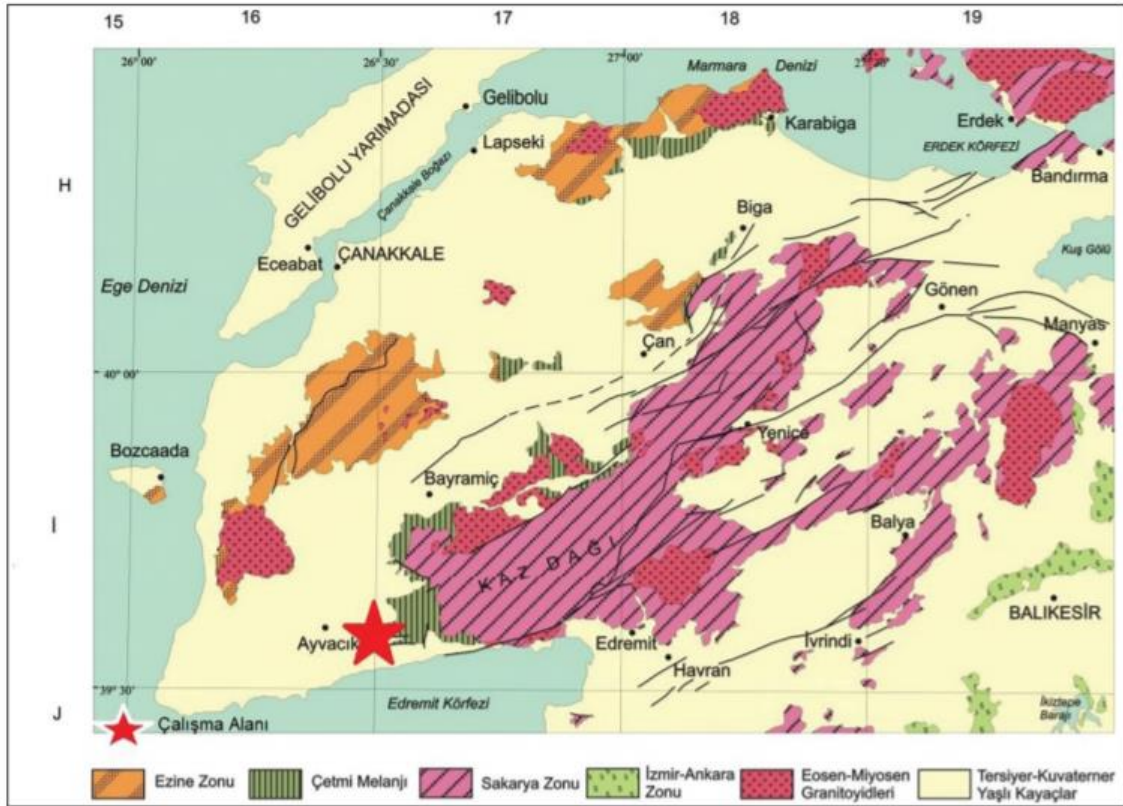 15 16 17 18 19
26° 00' 26° 30' 27° 00'
Marmara Denizi
Gelibolu
Karabiga
Erdek
Lapseki
ERDEK KÖRFEZİ
GELİBOLU YARIMADASI
Çanakkale Boğazı
Bandırma
H
Biga
Kuş Gölü
Eceabat
ÇANAKKALE
Ege Denizi
Gönen
Manyas
Çan
40° 00'
Yenice
Bozcaada
Bayramiç
İ
Balya
KAZ DAĞI
BALIKESİR
Ayvacık
Edremit
İvrindi
Havran
39° 30'
Edremit Körfezi
İkiztepe
Barajı
J
Çalışma Alanı
Ezine Zonu
Çetmi Melanjı
Sakarya Zonu
İzmir-Ankara
Zonu
Eosen-Miyosen
Granitoyidleri
Tersiyer-Kuvaterner
Yaşlı Kayaçlar